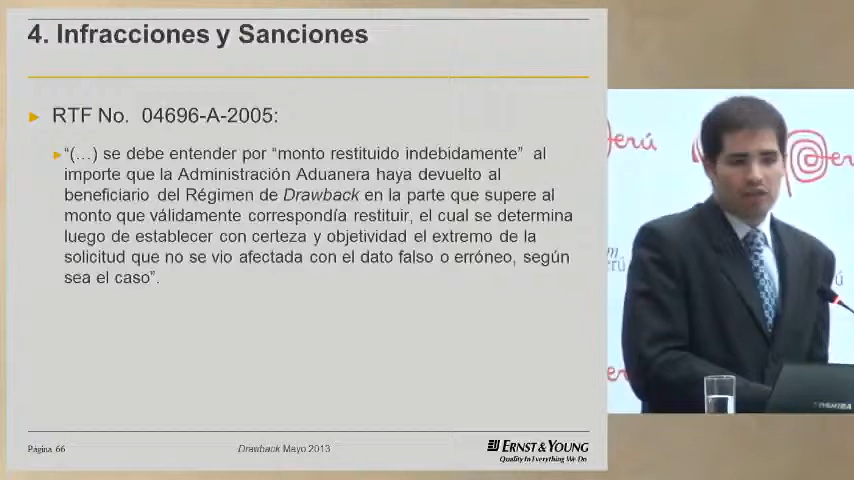 4. Infracciones y Sanciones
RTF No. 04696-A-2005:
“(…) se debe entender por “monto restituido indebidamente” al
importe que la Administración Aduanera haya devuelto al
beneficiario del Régimen de Drawback en la parte que supere al
monto que válidamente correspondía restituir, el cual se determina
luego de establecer con certeza y objetividad el extremo de la
solicitud que no se vio afectada con el dato falso o erróneo, según
sea el caso”.
Página 66
Drawback Mayo 2013
ERNST & YOUNG
Quality In Everything We Do